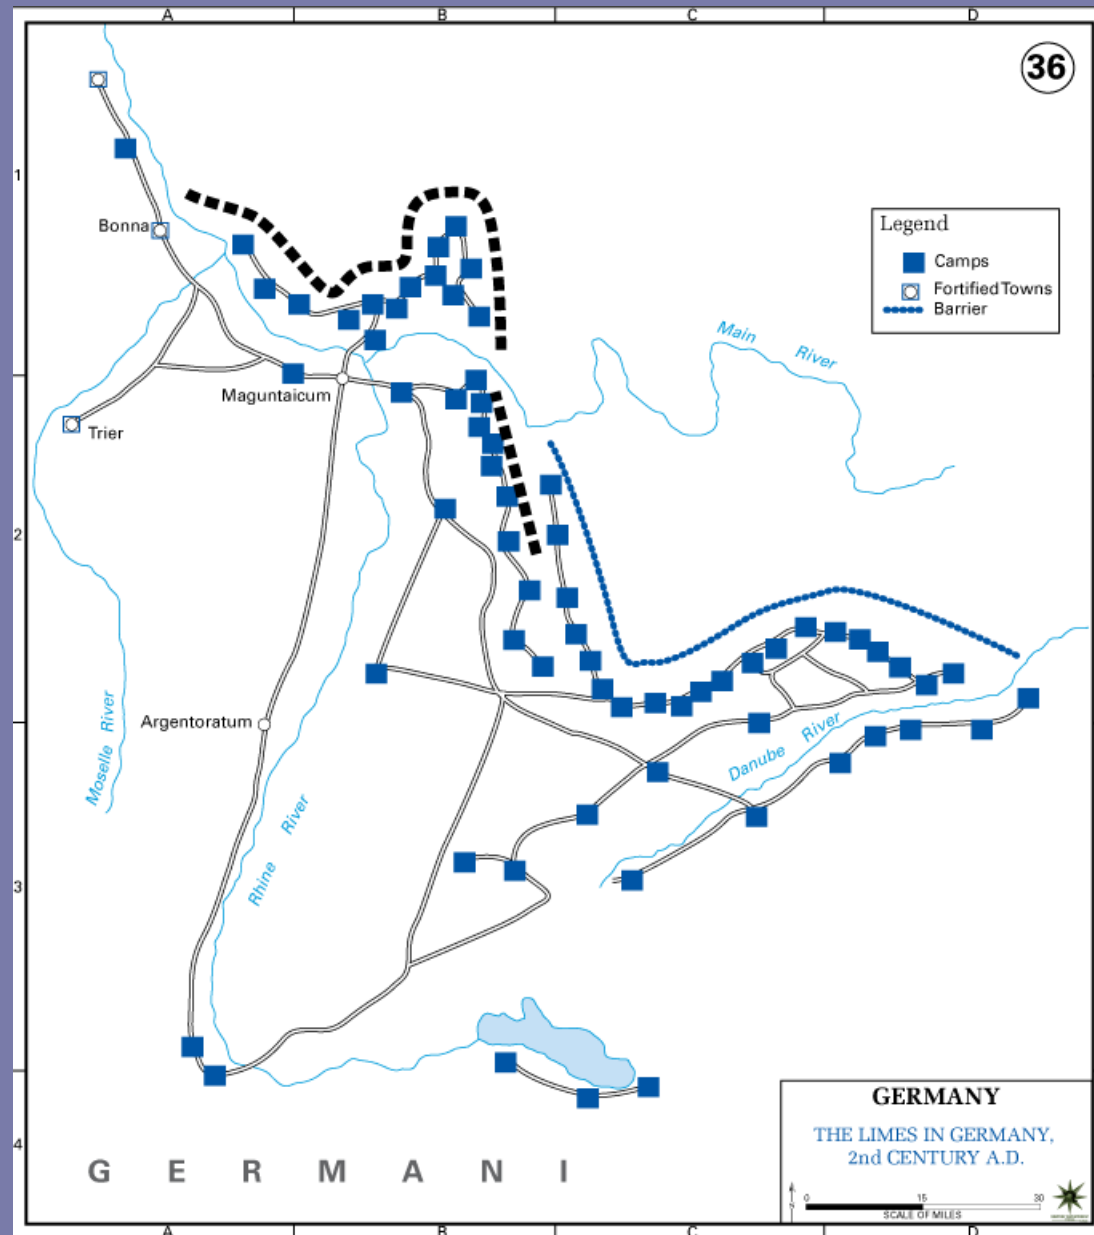 A B C D
36
1
Bonna
Legend
Camps
Fortified Towns
Barrier
Main River
Maguntaicum
Trier
2
Argentoratum
Moselle River
Danube River
Rhine River
3
GERMANY
THE LIMES IN GERMANY,
2nd CENTURY A.D.
4
G E R M A N I
N
0 15 30
SCALE OF MILES
A B C D